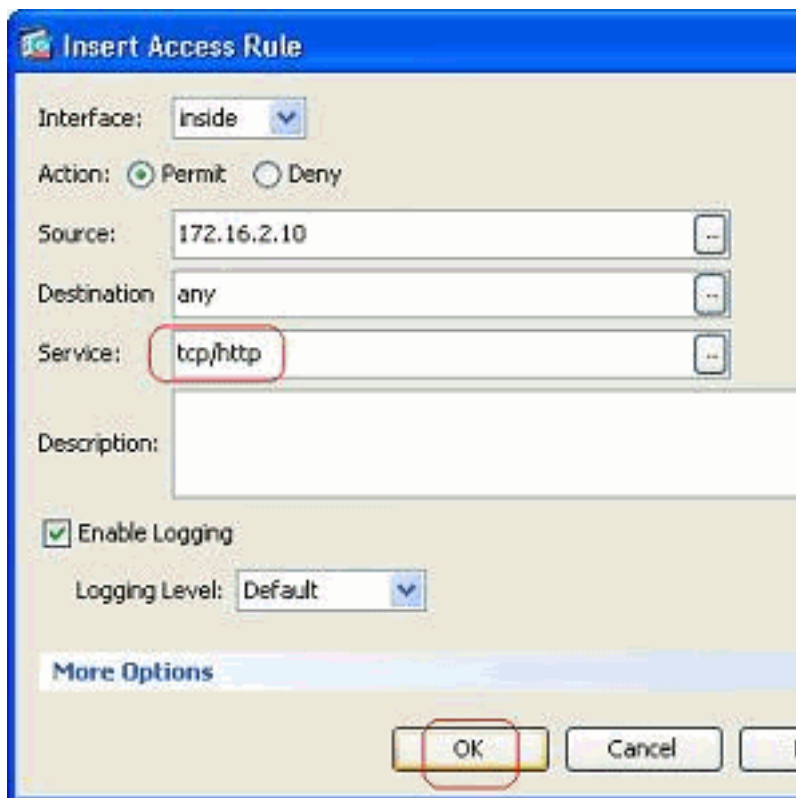 Insert Access Rule
Interface: inside
Action: Permit Deny
Source: 172.16.2.10 ...
Destination any ...
Service: tcp/http ...
Description:
Enable Logging
Logging Level: Default
More Options
OK Cancel